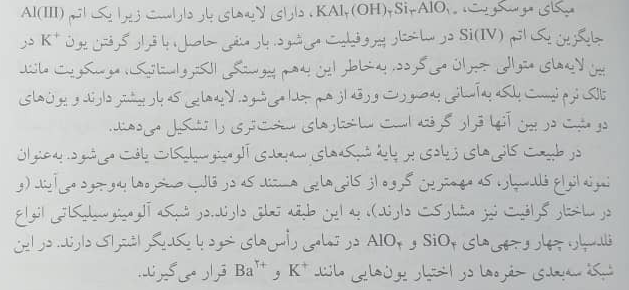 میکای موسکویت، KAl۲(OH)۲Si۳AlO۱۰، دارای لایه‌های بار داراست زیرا یک اتم Al(III)
جایگزین یک اتم Si(IV) در ساختار پیروفیلیت می‌شود. بار منفی حاصل، با قرار گرفتن یون K+ در
بین لایه‌های متوالی جبران می‌گردد. به‌خاطر این به‌هم پیوستگی الکترواستاتیک، موسکویت مانند
تالک نرم نیست بلکه به‌آسانی به‌صورت ورقه از هم جدا می‌شود. لایه‌هایی که بار بیشتر دارند و یون‌های
دو مثبت در بین آنها قرار گرفته است ساختارهای سخت‌تری را تشکیل می‌دهند.
در طبیعت کانی‌های زیادی بر پایهٔ شبکه‌های سه‌بعدی آلومینوسیلیکات یافت می‌شود. به‌عنوان
نمونه انواع فلدسپار، که مهمترین گروه از کانی‌هایی هستند که در قالب صخره‌ها به‌وجود می‌آیند (و
در ساختار گرافیت نیز مشارکت دارند)، به این طبقه تعلق دارند.در شبکه آلومینوسیلیکاتی انواع
فلدسپار، چهار وجهی‌های SiO۴ و AlO۴ در تمامی رأس‌های خود با یکدیگر اشتراک دارند. در این
شبکهٔ سه‌بعدی حفره‌ها در اختیار یون‌هایی مانند K+ و Ba۲+ قرار می‌گیرند.